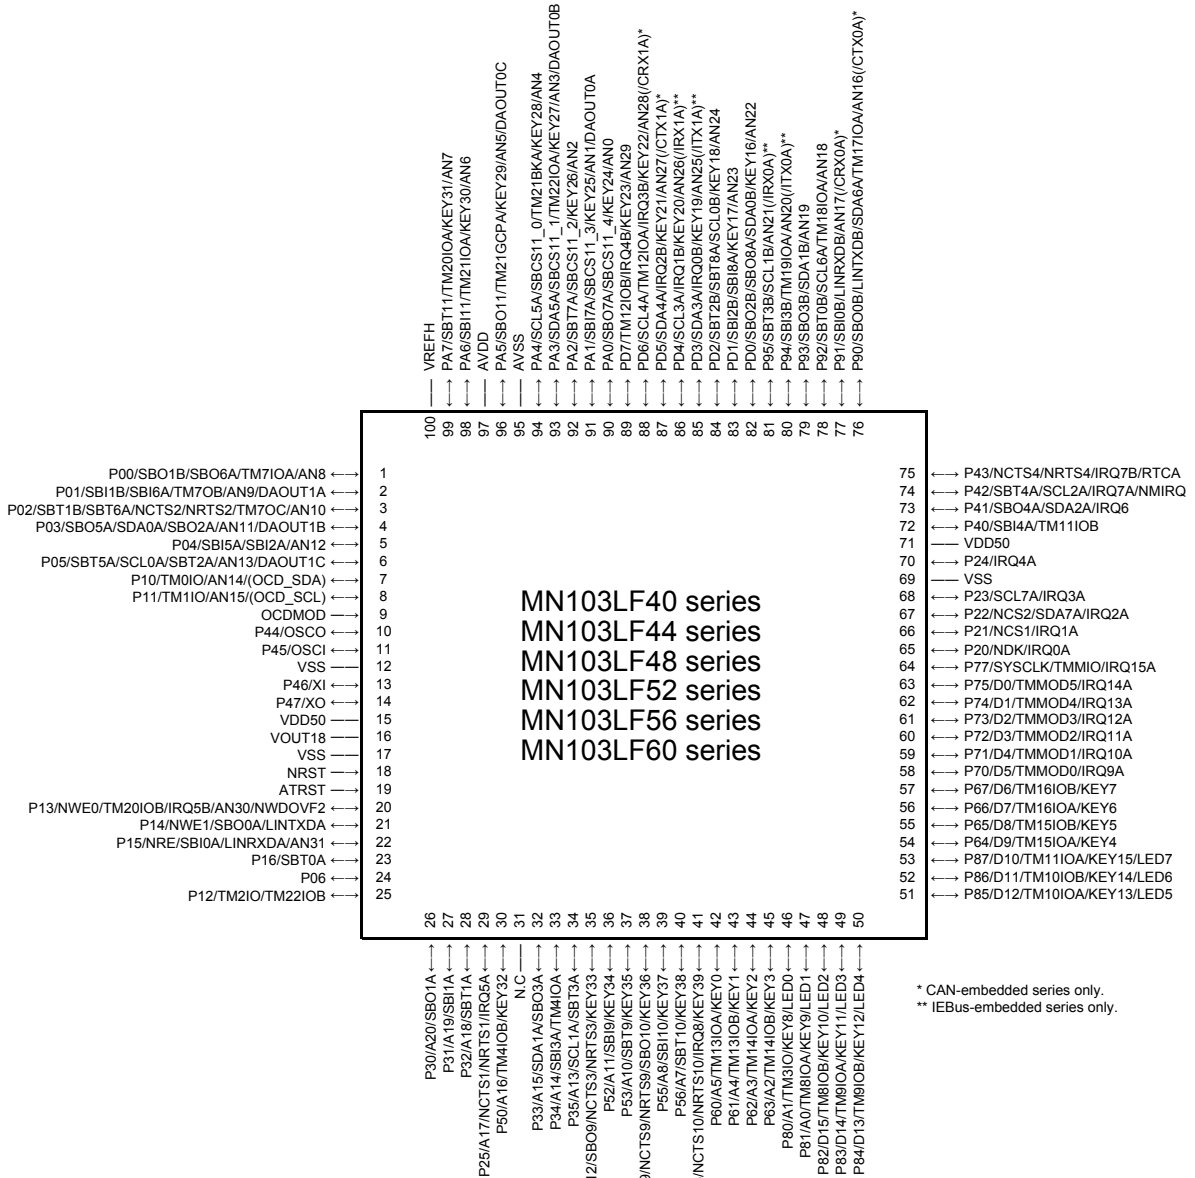 VREFH
PA7/SBT11/TM20IOA/KEY31/AN7
PA6/SBI11/TM21IOA/KEY30/AN6
AVDD
PA5/SBO11/TM21GCPA/KEY29/AN5/DAOUT0C
AVSS
PA4/SCL5A/SBCS11_0/TM21BKA/KEY28/AN4
PA3/SDA5A/SBCS11_1/TM22IOA/KEY27/AN3/DAOUT0B
PA2/SBT7A/SBCS11_2/KEY26/AN2
PA1/SBI7A/SBCS11_3/KEY25/AN1/DAOUT0A
PA0/SBO7A/SBCS11_4/KEY24/AN0
PD7/TM12IOB/IRQ4B/KEY23/AN29
PD6/SCL4A/TM12IOA/IRQ3B/KEY22/AN28(/CRX1A)*
PD5/SDA4A/IRQ2B/KEY21/AN27(/CTX1A)*
PD4/SCL3A/IRQ1B/KEY20/AN26(/IRX1A)**
PD3/SDA3A/IRQ0B/KEY19/AN25(/ITX1A)**
PD2/SBT2B/SBT8A/SCL0B/KEY18/AN24
PD1/SBI2B/SBI8A/KEY17/AN23
PD0/SBO2B/SBO8A/SDA0B/KEY16/AN22
P95/SBT3B/SCL1B/AN21(/IRX0A)**
P94/SBI3B/TM19IOA/AN20(/ITX0A)**
P93/SBO3B/SDA1B/AN19
P92/SBT0B/SCL6A/TM18IOA/AN18
P91/SBI0B/LINRXDB/AN17(/CRX0A)*
P90/SBO0B/LINTXDB/SDA6A/TM17IOA/AN16(/CTX0A)*
100 99 98 97 96 95 94 93 92 91 90 89 88 87 86 85 84 83 82 81 80 79 78 77 76
P00/SBO1B/SBO6A/TM7IOA/AN8 1
P01/SBI1B/SBI6A/TM7OB/AN9/DAOUT1A 2
P02/SBT1B/SBT6A/NCTS2/NRTS2/TM7OC/AN10 3
P03/SBO5A/SDA0A/SBO2A/AN11/DAOUT1B 4
P04/SBI5A/SBI2A/AN12 5
P05/SBT5A/SCL0A/SBT2A/AN13/DAOUT1C 6
P10/TM0IO/AN14/(OCD_SDA) 7
P11/TM1IO/AN15/(OCD_SCL) 8
OCDMOD 9
P44/OSCO 10
P45/OSCI 11
VSS 12
P46/XI 13
P47/XO 14
VDD50 15
VOUT18 16
VSS 17
NRST 18
ATRST 19
P13/NWE0/TM20IOB/IRQ5B/AN30/NWDOVF2 20
P14/NWE1/SBO0A/LINTXDA 21
P15/NRE/SBI0A/LINRXDA/AN31 22
P16/SBT0A 23
P06 24
P12/TM2IO/TM22IOB 25
MN103LF40 series
MN103LF44 series
MN103LF48 series
MN103LF52 series
MN103LF56 series
MN103LF60 series
75 P43/NCTS4/NRTS4/IRQ7B/RTCA
74 P42/SBT4A/SCL2A/IRQ7A/NMIRQ
73 P41/SBO4A/SDA2A/IRQ6
72 P40/SBI4A/TM11IOB
71 VDD50
70 P24/IRQ4A
69 VSS
68 P23/SCL7A/IRQ3A
67 P22/NCS2/SDA7A/IRQ2A
66 P21/NCS1/IRQ1A
65 P20/NDK/IRQ0A
64 P77/SYSCLK/TMMIO/IRQ15A
63 P75/D0/TMMOD5/IRQ14A
62 P74/D1/TMMOD4/IRQ13A
61 P73/D2/TMMOD3/IRQ12A
60 P72/D3/TMMOD2/IRQ11A
59 P71/D4/TMMOD1/IRQ10A
58 P70/D5/TMMOD0/IRQ9A
57 P67/D6/TM16IOB/KEY7
56 P66/D7/TM16IOA/KEY6
55 P65/D8/TM15IOB/KEY5
54 P64/D9/TM15IOA/KEY4
53 P87/D10/TM11IOA/KEY15/LED7
52 P86/D11/TM10IOB/KEY14/LED6
51 P85/D12/TM10IOA/KEY13/LED5
26 27 28 29 30 31 32 33 34 35 36 37 38 39 40 41 42 43 44 45 46 47 48 49 50
P30/A20/SBO1A
P31/A19/SBI1A
P32/A18/SBT1A
P25/A17/NCTS1/NRTS1/IRQ5A
P50/A16/TM4IOB/KEY32
N.C
P33/A15/SDA1A/SBO3A
P34/A14/SBI3A/TM4IOA
P35/A13/SCL1A/SBT3A
12/SBO9/NCTS3/NRTS3/KEY33
P52/A11/SBI9/KEY34
P53/A10/SBT9/KEY35
/NCTS9/NRTS9/SBO10/KEY36
P55/A8/SBI10/KEY37
P56/A7/SBT10/KEY38
/NCTS10/NRTS10/IRQ8/KEY39
P60/A5/TM13IOA/KEY0
P61/A4/TM13IOB/KEY1
P62/A3/TM14IOA/KEY2
P63/A2/TM14IOB/KEY3
P80/A1/TM3IO/KEY8/LED0
P81/A0/TM8IOA/KEY9/LED1
P82/D15/TM8IOB/KEY10/LED2
P83/D14/TM9IOA/KEY11/LED3
P84/D13/TM9IOB/KEY12/LED4
* CAN-embedded series only.
** IEBus-embedded series only.